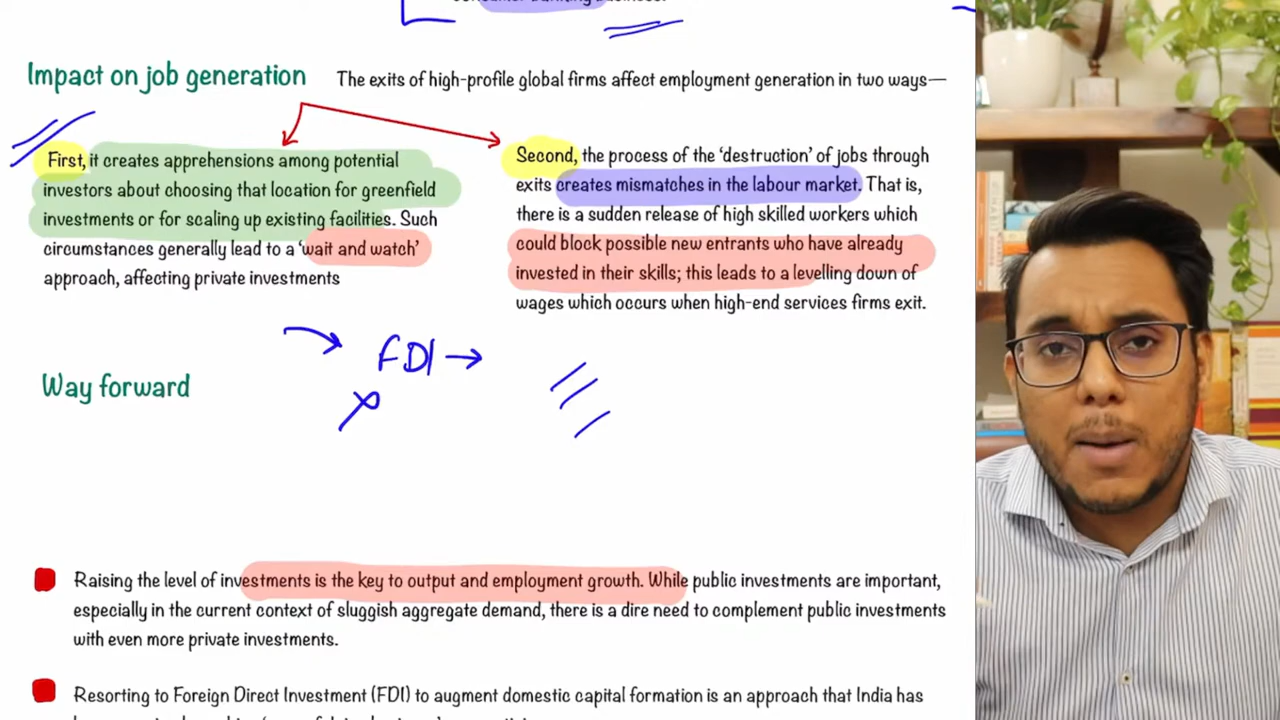 Impact on job generation
The exits of high-profile global firms affect employment generation in two ways—
First, it creates apprehensions among potential
investors about choosing that location for greenfield
investments or for scaling up existing facilities. Such
circumstances generally lead to a ‘wait and watch’
approach, affecting private investments
Second, the process of the ‘destruction’ of jobs through
exits creates mismatches in the labour market. That is,
there is a sudden release of high skilled workers which
could block possible new entrants who have already
invested in their skills; this leads to a levelling down of
wages which occurs when high-end services firms exit.
FDI →
Way forward
Raising the level of investments is the key to output and employment growth. While public investments are important,
especially in the current context of sluggish aggregate demand, there is a dire need to complement public investments
with even more private investments.
Resorting to Foreign Direct Investment (FDI) to augment domestic capital formation is an approach that India has